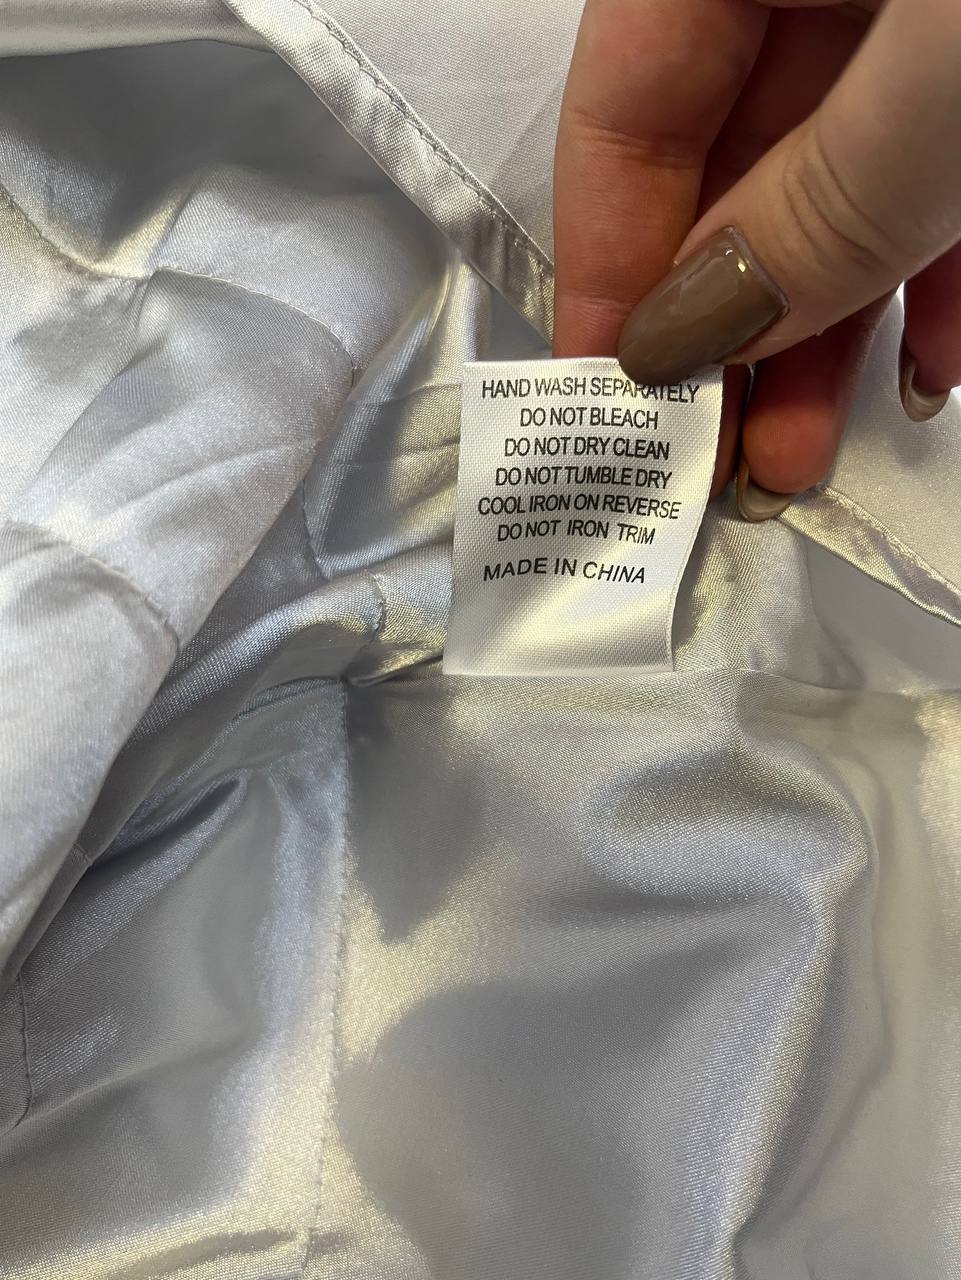 HAND WASH SEPARATELY
DO NOT BLEACH
DO NOT DRY CLEAN
DO NOT TUMBLE DRY
COOL IRON ON REVERSE
DO NOT IRON TRIM
MADE IN CHINA